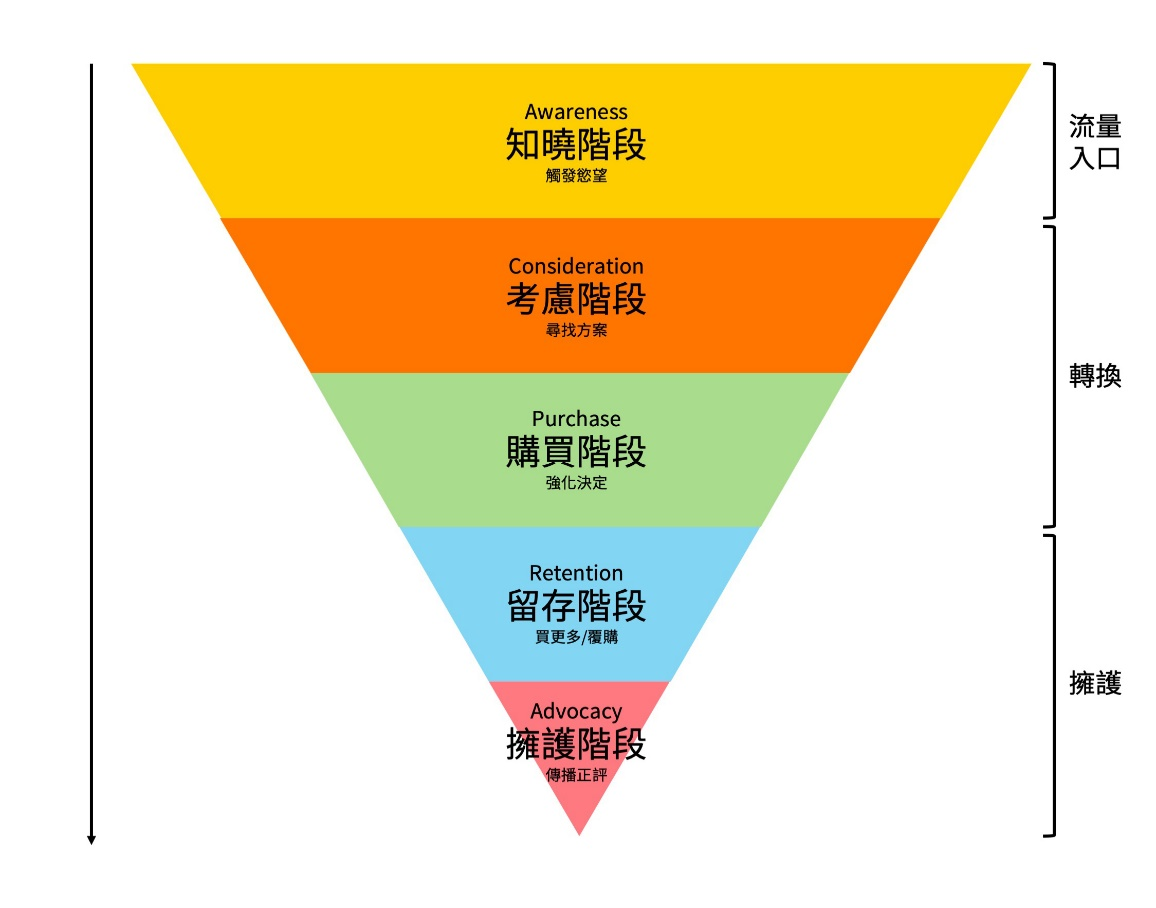 Awareness
知曉階段
觸發慾望
流量
入口
Consideration
考慮階段
尋找方案
轉換
Purchase
購買階段
強化決定
Retention
留存階段
買更多/覆購
擁護
Advocacy
擁護階段
傳播正評